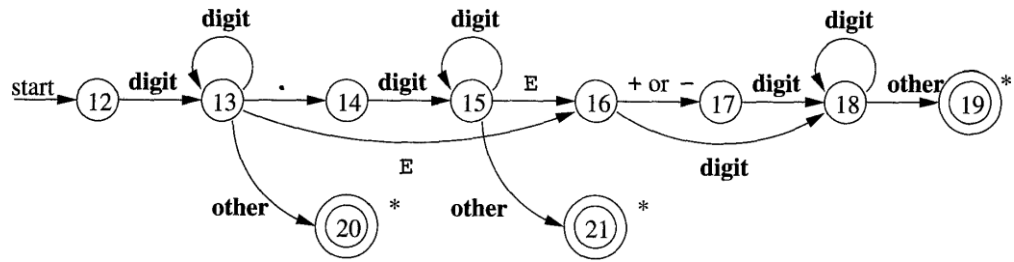 digit digit digit
start 12 digit 13 . 14 digit 15 E 16 + or - 17 digit 18 other 19 *
E digit
other 20 * other 21 *